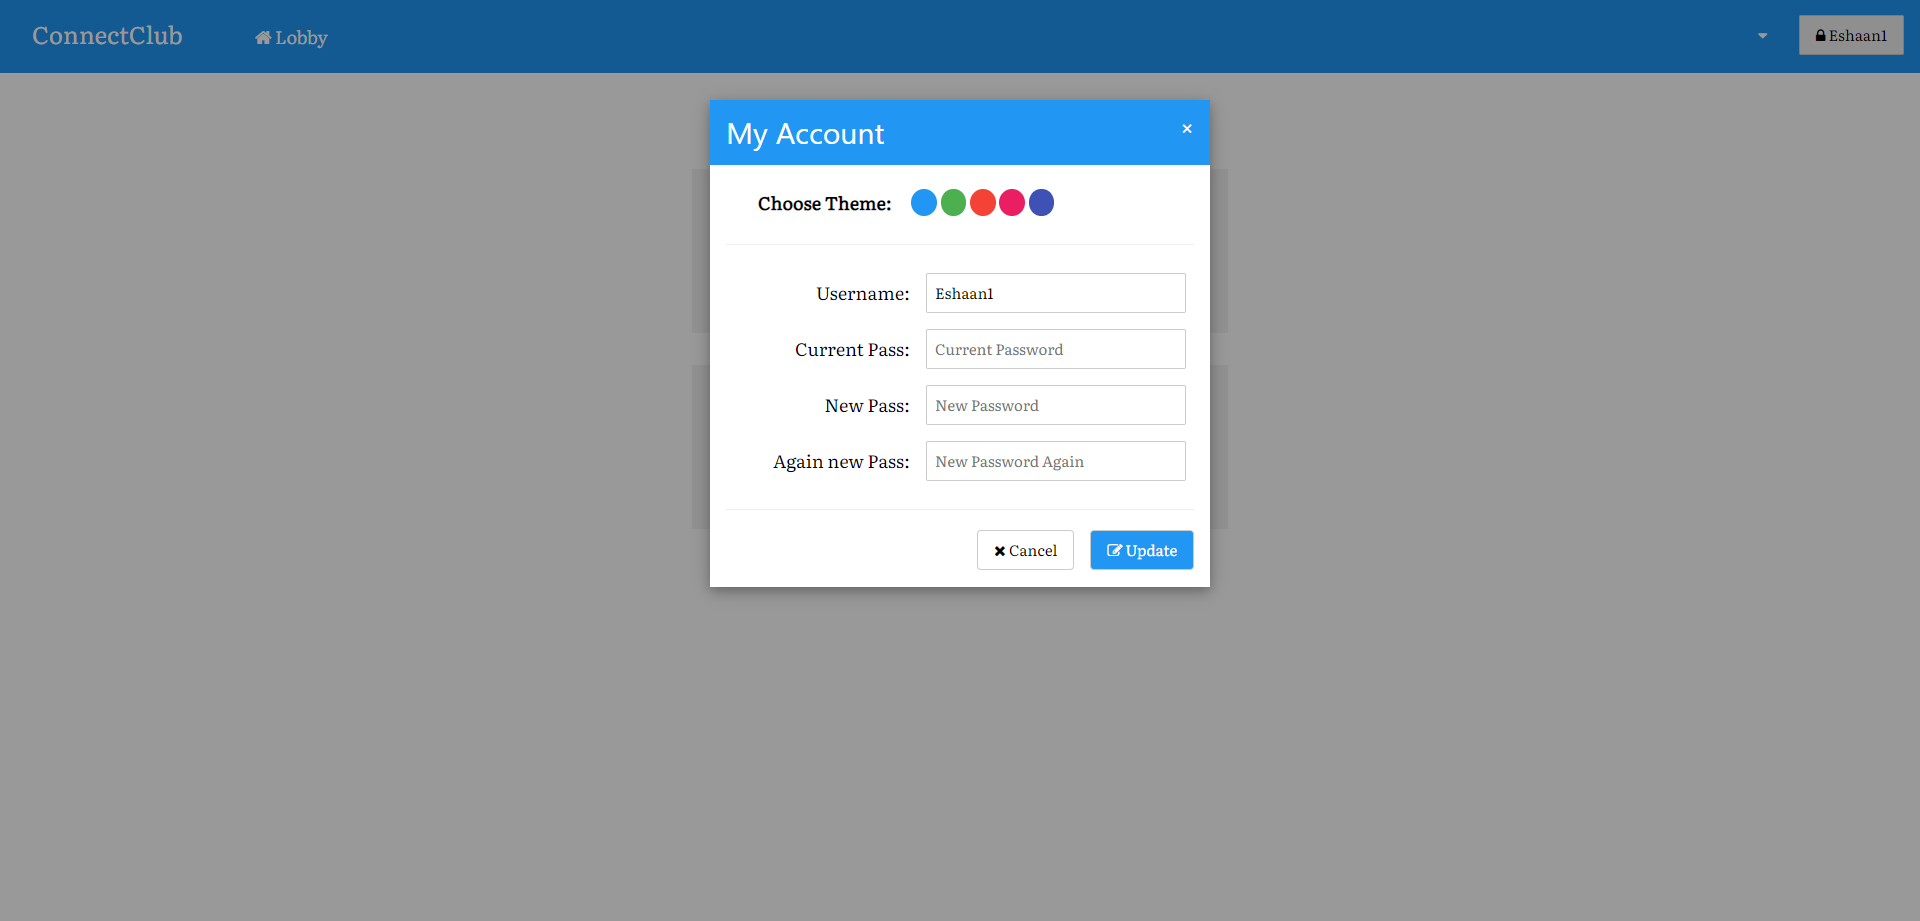 ConnectClub
Lobby
Eshaan1
My Account
×
Choose Theme:
Username:
Eshaan1
Current Pass:
Current Password
New Pass:
New Password
Again new Pass:
New Password Again
Cancel
Update